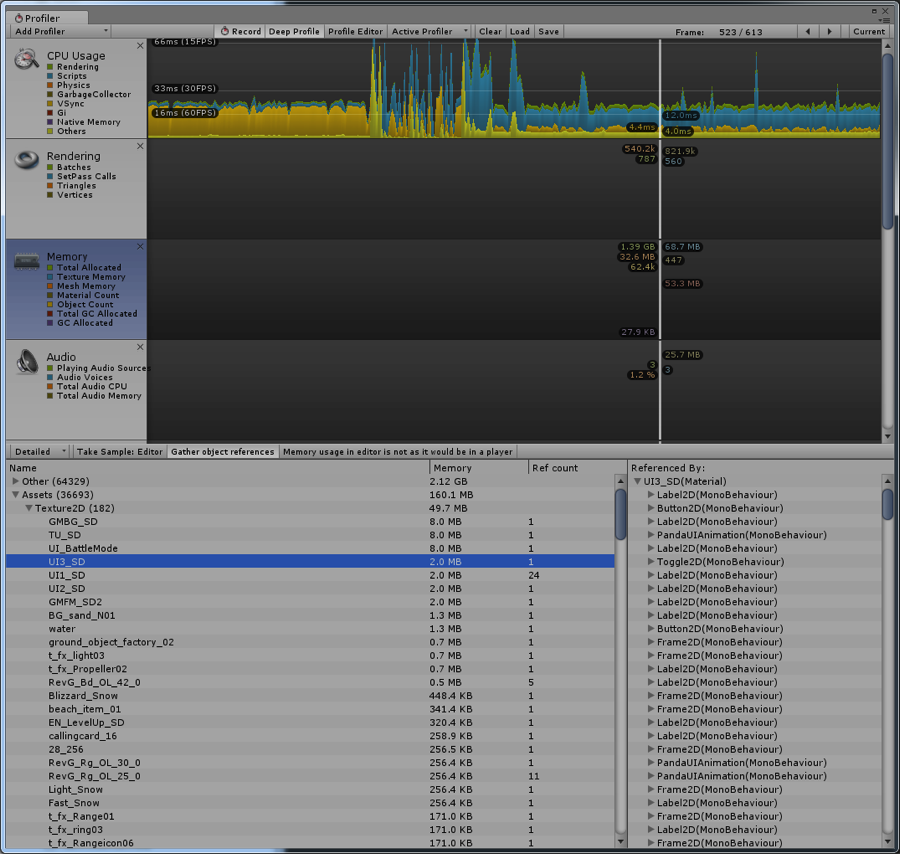 Profiler
Add Profiler Record Deep Profile Profile Editor Active Profiler Clear Load Save Frame: 523 / 613 Current
CPU Usage
Rendering
Scripts
Physics
GarbageCollector
VSync
Gi
Native Memory
Others
66ms (15FPS)
33ms (30FPS)
16ms (60FPS)
12.0ms
4.4ms 4.0ms
Rendering
Batches
SetPass Calls
Triangles
Vertices
540.2k 821.9k
787 560
Memory
Total Allocated
Texture Memory
Mesh Memory
Material Count
Object Count
Total GC Allocated
GC Allocated
1.39 GB 68.7 MB
32.6 MB 447
62.4k
53.3 MB
27.9 KB
Audio
Playing Audio Sources
Audio Voices
Total Audio CPU
Total Audio Memory
25.7 MB
3 3
1.2 %
Detailed Take Sample: Editor Gather object references Memory usage in editor is not as it would be in a player
Name Memory Ref count Referenced By:
Other (64329) 2.12 GB UI3_SD(Material)
Assets (36693) 160.1 MB Label2D(MonoBehaviour)
Texture2D (182) 49.7 MB Button2D(MonoBehaviour)
GMBG_SD 8.0 MB 1 Label2D(MonoBehaviour)
TU_SD 8.0 MB 1 PandaUIAnimation(MonoBehaviour)
UI_BattleMode 8.0 MB 1 Label2D(MonoBehaviour)
UI3_SD 2.0 MB 1 Toggle2D(MonoBehaviour)
UI1_SD 2.0 MB 24 Label2D(MonoBehaviour)
UI2_SD 2.0 MB 1 Label2D(MonoBehaviour)
GMFM_SD2 2.0 MB 1 Label2D(MonoBehaviour)
BG_sand_N01 1.3 MB 1 Label2D(MonoBehaviour)
water 1.3 MB 1 Button2D(MonoBehaviour)
ground_object_factory_02 0.7 MB 1 Frame2D(MonoBehaviour)
t_fx_light03 0.7 MB 1 Frame2D(MonoBehaviour)
t_fx_Propeller02 0.7 MB 1 Label2D(MonoBehaviour)
RevG_Bd_OL_42_0 0.5 MB 5 Label2D(MonoBehaviour)
Blizzard_Snow 448.4 KB 1 Frame2D(MonoBehaviour)
beach_item_01 341.4 KB 1 Frame2D(MonoBehaviour)
EN_LevelUp_SD 320.4 KB 1 Label2D(MonoBehaviour)
callingcard_16 258.9 KB 1 Label2D(MonoBehaviour)
28_256 256.5 KB 1 Frame2D(MonoBehaviour)
RevG_Rg_OL_30_0 256.4 KB 1 PandaUIAnimation(MonoBehaviour)
RevG_Rg_OL_25_0 256.4 KB 11 PandaUIAnimation(MonoBehaviour)
Light_Snow 256.4 KB 1 Frame2D(MonoBehaviour)
Fast_Snow 256.4 KB 1 Label2D(MonoBehaviour)
t_fx_Range01 171.0 KB 1 Frame2D(MonoBehaviour)
t_fx_ring03 171.0 KB 1 Label2D(MonoBehaviour)
t_fx_Rangeicon06 171.0 KB 1 Frame2D(MonoBehaviour)